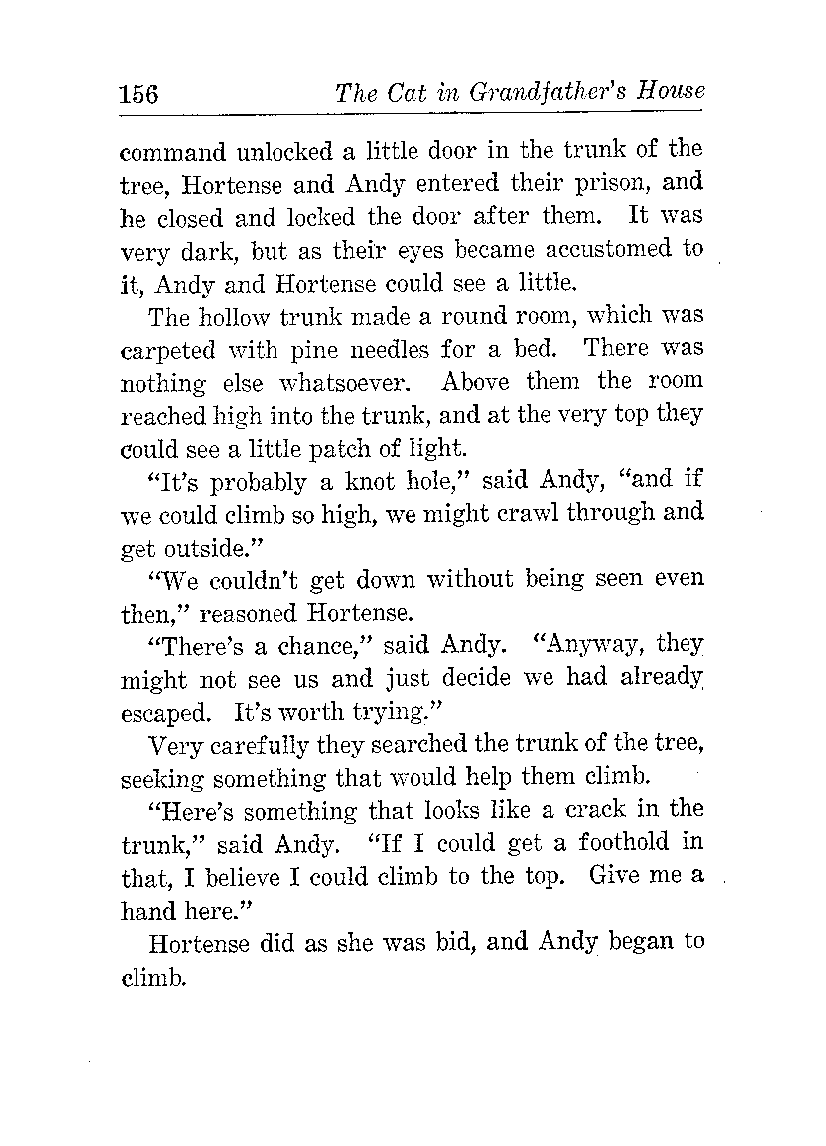 156 The Cat in Grandfather's House
command unlocked a little door in the trunk of the
tree, Hortense and Andy entered their prison, and
he closed and locked the door after them. It was
very dark, but as their eyes became accustomed to
it, Andy and Hortense could see a little.
The hollow trunk made a round room, which was
carpeted with pine needles for a bed. There was
nothing else whatsoever. Above them the room
reached high into the trunk, and at the very top they
could see a little patch of light.
“It’s probably a knot hole,” said Andy, “and if
we could climb so high, we might crawl through and
get outside.”
“We couldn’t get down without being seen even
then,” reasoned Hortense.
“There’s a chance,” said Andy. “Anyway, they
might not see us and just decide we had already
escaped. It’s worth trying.”
Very carefully they searched the trunk of the tree,
seeking something that would help them climb.
“Here’s something that looks like a crack in the
trunk,” said Andy. “If I could get a foothold in
that, I believe I could climb to the top. Give me a
hand here.”
Hortense did as she was bid, and Andy began to
climb.